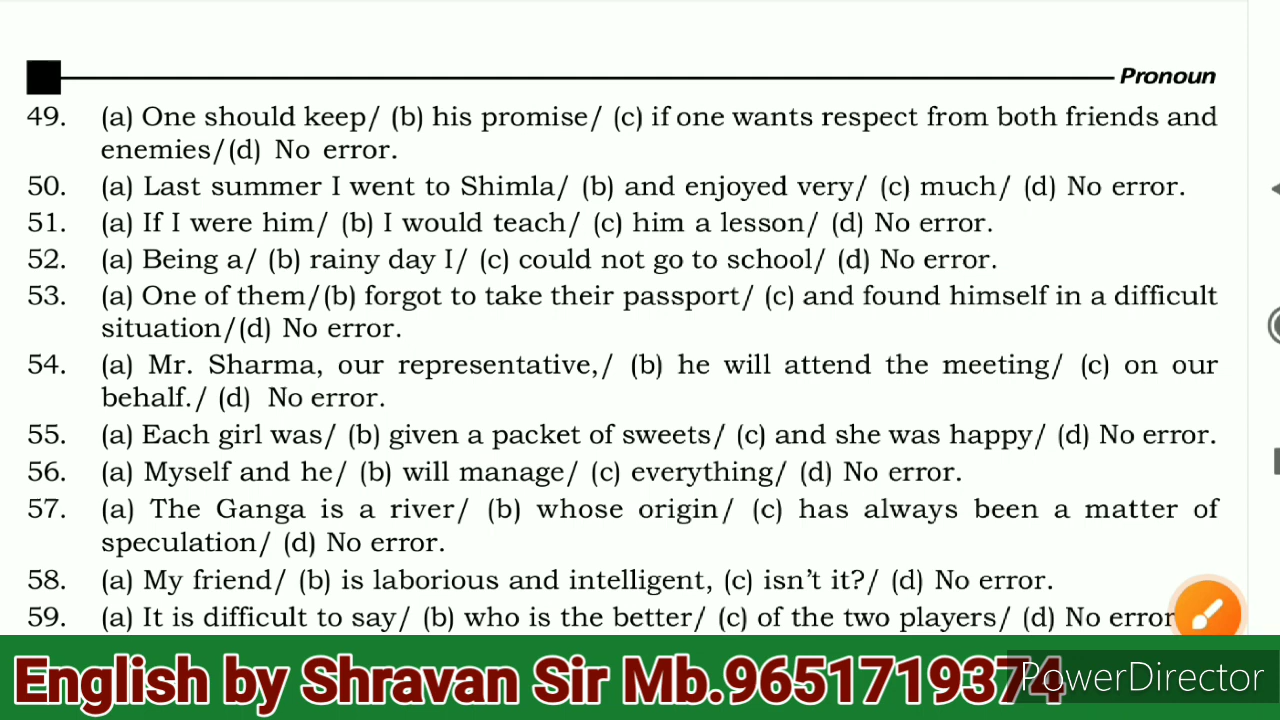 Pronoun
49. (a) One should keep/ (b) his promise/ (c) if one wants respect from both friends and
enemies/(d) No error.
50. (a) Last summer I went to Shimla/ (b) and enjoyed very/ (c) much/ (d) No error.
51. (a) If I were him/ (b) I would teach/ (c) him a lesson/ (d) No error.
52. (a) Being a/ (b) rainy day I/ (c) could not go to school/ (d) No error.
53. (a) One of them/(b) forgot to take their passport/ (c) and found himself in a difficult
situation/(d) No error.
54. (a) Mr. Sharma, our representative,/ (b) he will attend the meeting/ (c) on our
behalf./ (d) No error.
55. (a) Each girl was/ (b) given a packet of sweets/ (c) and she was happy/ (d) No error.
56. (a) Myself and he/ (b) will manage/ (c) everything/ (d) No error.
57. (a) The Ganga is a river/ (b) whose origin/ (c) has always been a matter of
speculation/ (d) No error.
58. (a) My friend/ (b) is laborious and intelligent, (c) isn't it?/ (d) No error.
59. (a) It is difficult to say/ (b) who is the better/ (c) of the two players/ (d) No error
English by Shravan Sir Mb.9651719374
PowerDirector